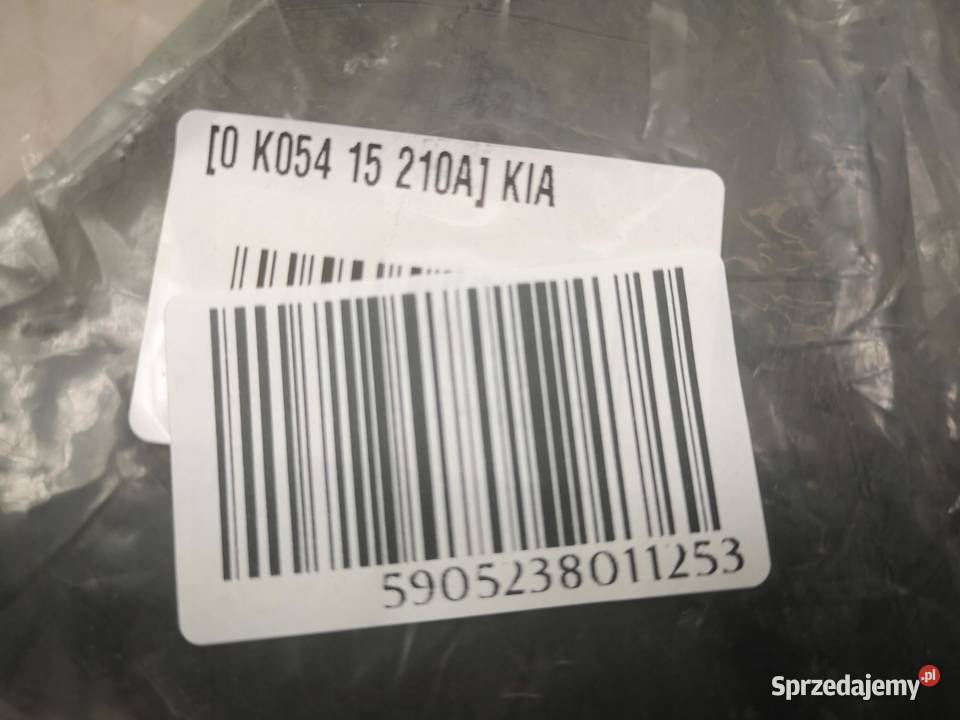 [0 K054 15 210A] KIA
5905238011253
Sprzedajemy.pl